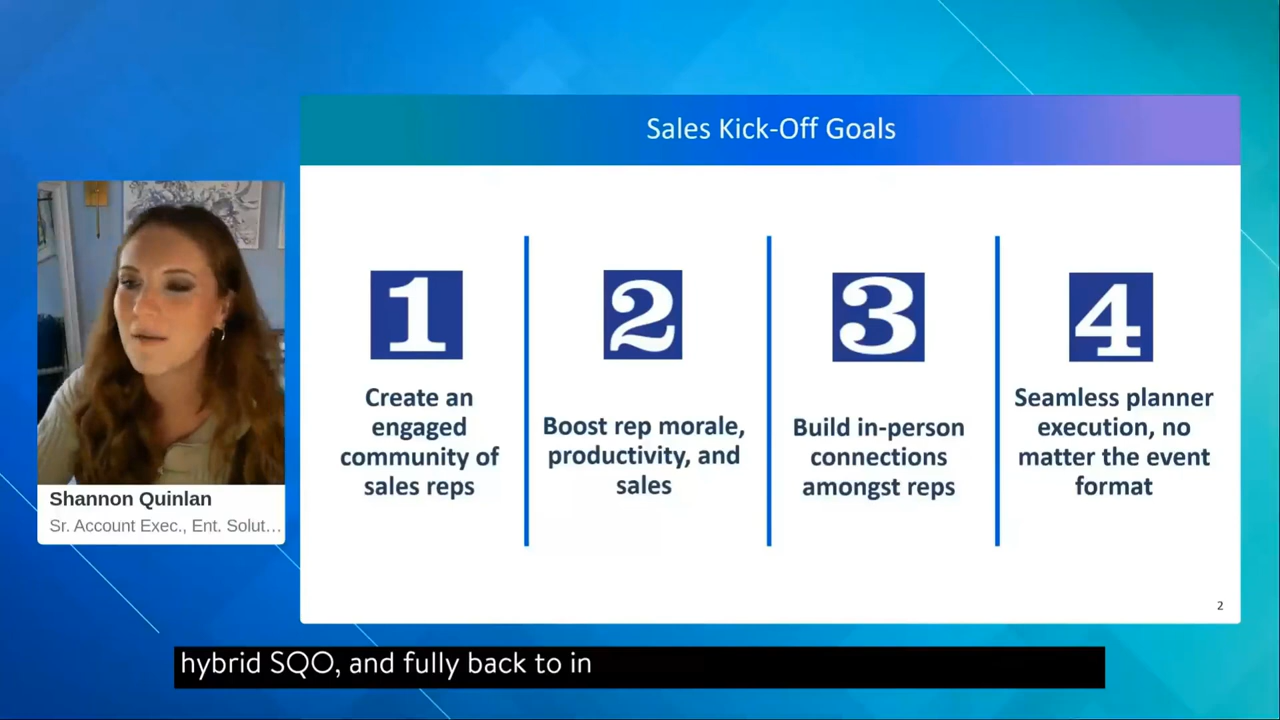 Sales Kick-Off Goals
1
Create an
engaged
community of
sales reps
2
Boost rep morale,
productivity, and
sales
3
Build in-person
connections
amongst reps
4
Seamless planner
execution, no
matter the event
format
2
Shannon Quinlan
Sr. Account Exec., Ent. Solut...
hybrid SQO, and fully back to in